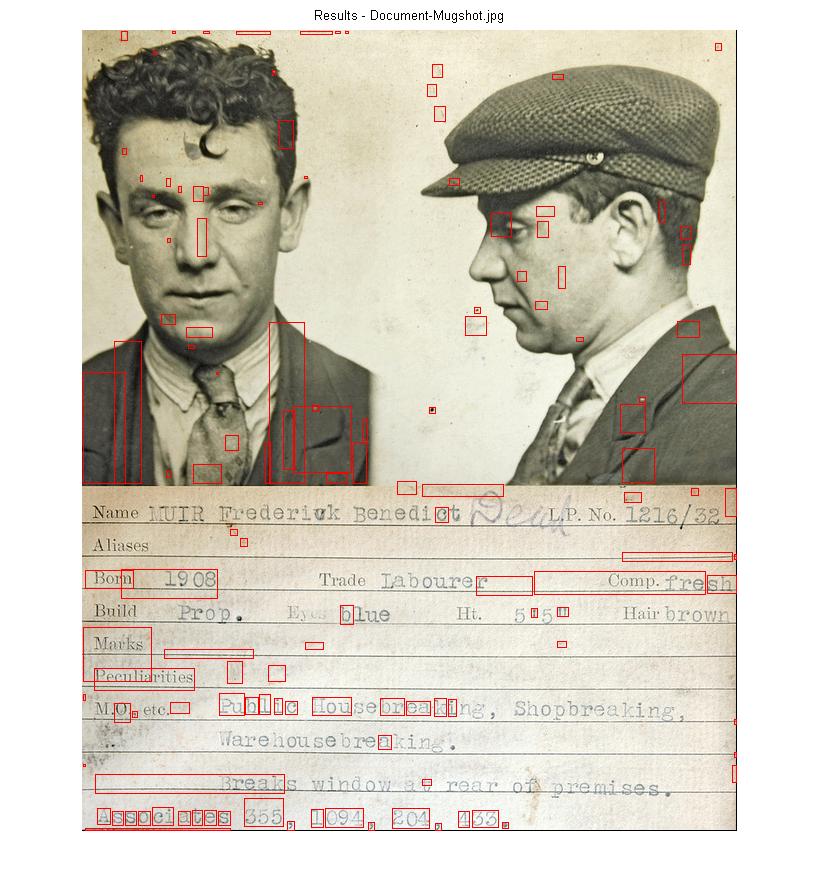 Results - Document-Mugshot.jpg
Name MUIR Frederick Benedict Dead L.P. No. 1216/32
Aliases
Born 1908 Trade Labourer Comp. fresh
Build Prop. Eyes blue Ht. 5'5" Hair brown
Marks
Peculiarities
M.O. etc. Public Housebreaking, Shopbreaking,
Warehousebreaking.
Breaks window at rear of premises.
Associates 355, 1094, 204, 433.